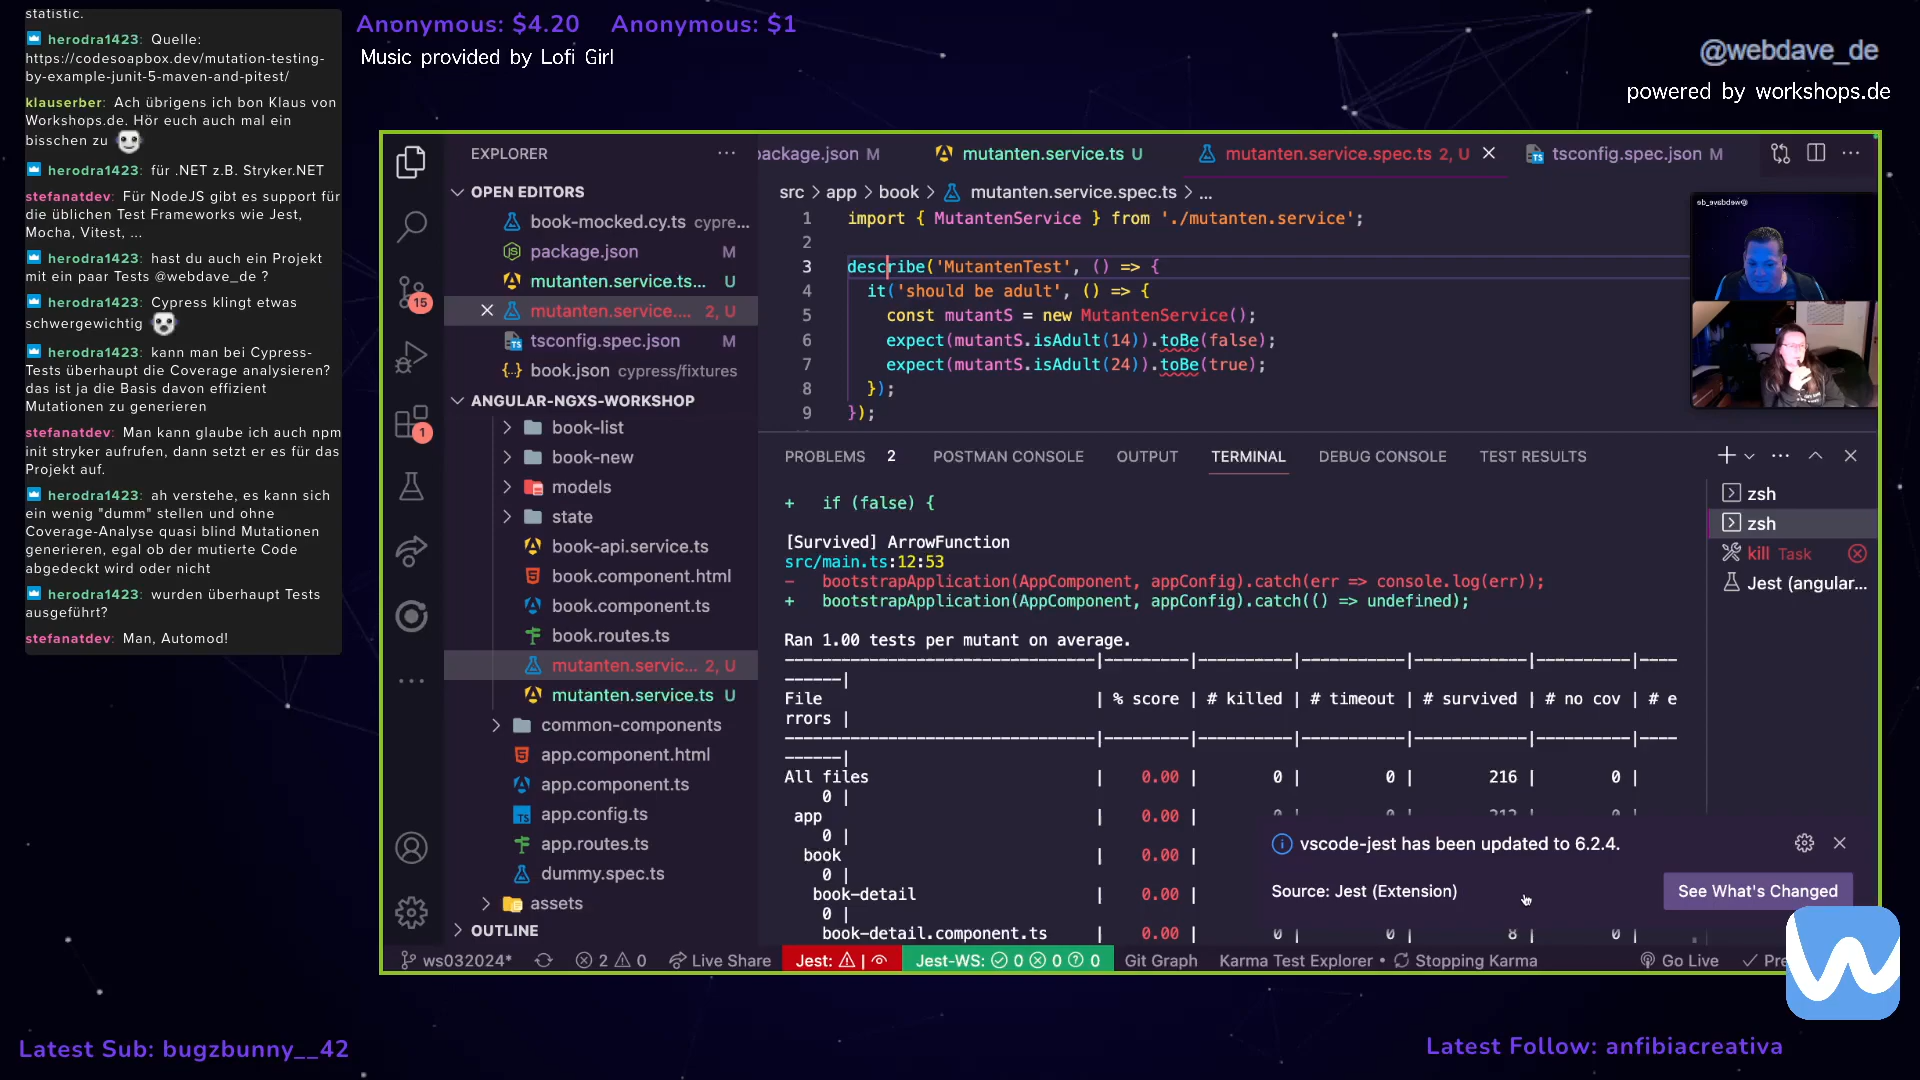 statistic.
herodra1423: Quelle:
https://codesoapbox.dev/mutation-testing-
by-example-junit-5-maven-and-pitest/
klauserber: Ach übrigens ich bon Klaus von
Workshops.de. Hör euch auch mal ein
bisschen zu
herodra1423: für .NET z.B. Stryker.NET
stefanatdev: Für NodeJS gibt es support für
die üblichen Test Frameworks wie Jest,
Mocha, Vitest, ...
herodra1423: hast du auch ein Projekt
mit ein paar Tests @webdave_de ?
herodra1423: Cypress klingt etwas
schwergewichtig
herodra1423: kann man bei Cypress-
Tests überhaupt die Coverage analysieren?
das ist ja die Basis davon effizient
Mutationen zu generieren
stefanatdev: Man kann glaube ich auch npm
init stryker aufrufen, dann setzt er es für das
Projekt auf.
herodra1423: ah verstehe, es kann sich
ein wenig "dumm" stellen und ohne
Coverage-Analyse quasi blind Mutationen
generieren, egal ob der mutierte Code
abgedeckt wird oder nicht
herodra1423: wurden überhaupt Tests
ausgeführt?
stefanatdev: Man, Automod!
Anonymous: $4.20 Anonymous: $1
Music provided by Lofi Girl
@webdave_de
powered by workshops.de
EXPLORER
OPEN EDITORS
book-mocked.cy.ts cypre...
package.json M
mutanten.service.ts... U
mutanten.service.... 2, U
tsconfig.spec.json M
book.json cypress/fixtures
ANGULAR-NGXS-WORKSHOP
book-list
book-new
models
state
book-api.service.ts
book.component.html
book.component.ts
book.routes.ts
mutanten.servic... 2, U
mutanten.service.ts U
common-components
app.component.html
app.component.ts
app.config.ts
app.routes.ts
dummy.spec.ts
assets
OUTLINE
15
1
package.json M mutanten.service.ts U mutanten.service.spec.ts 2, U tsconfig.spec.json M
src > app > book > mutanten.service.spec.ts > ...
1 import { MutantenService } from './mutanten.service';
2
3 describe('MutantenTest', () => {
4 it('should be adult', () => {
5 const mutantS = new MutantenService();
6 expect(mutantS.isAdult(14)).toBe(false);
7 expect(mutantS.isAdult(24)).toBe(true);
8 });
9 });
@webdave_de
PROBLEMS 2 POSTMAN CONSOLE OUTPUT TERMINAL DEBUG CONSOLE TEST RESULTS
zsh
zsh
kill Task
Jest (angular...
+ if (false) {
[Survived] ArrowFunction
src/main.ts:12:53
- bootstrapApplication(AppComponent, appConfig).catch(err => console.log(err));
+ bootstrapApplication(AppComponent, appConfig).catch(() => undefined);
Ran 1.00 tests per mutant on average.
File | % score | # killed | # timeout | # survived | # no cov | # e
rrors |
All files | 0.00 | 0 | 0 | 216 | 0 |
0 |
app | 0.00 |
0 |
book | 0.00 |
0 |
book-detail | 0.00 |
0 |
book-detail.component.ts | 0.00 | 0 | 0 | 8 | 0 |
vscode-jest has been updated to 6.2.4.
Source: Jest (Extension)
See What's Changed
ws032024* 2 0 Live Share Jest: | Jest-WS: 0 0 0 Git Graph Karma Test Explorer • Stopping Karma Go Live
Latest Sub: bugzbunny__42
Latest Follow: anfibiacreativa